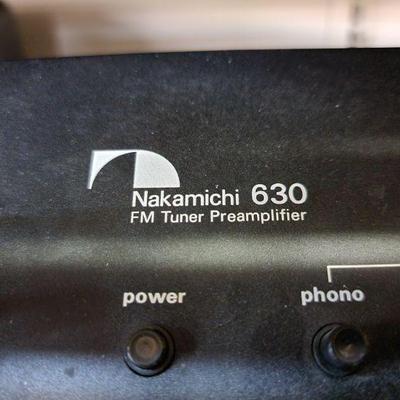 Nakamichi 630
FM Tuner Preamplifier
power phono